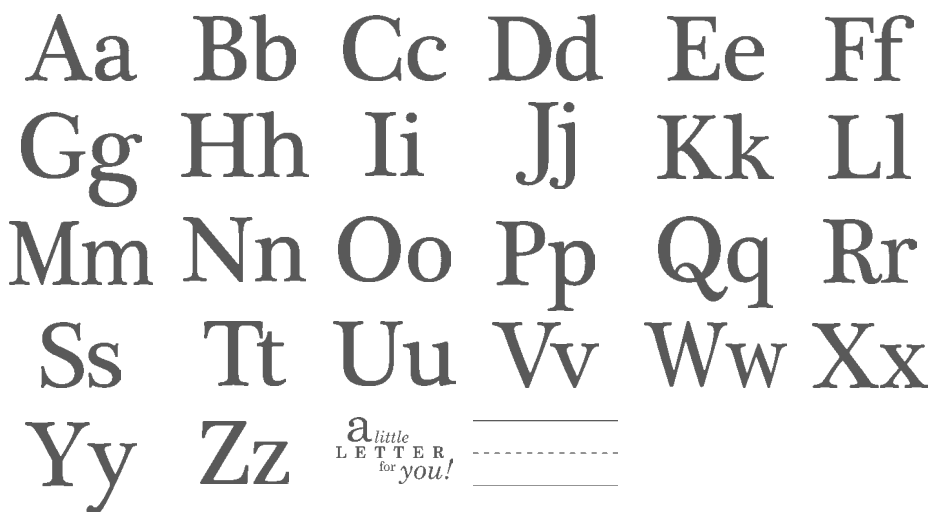 Aa Bb Cc Dd Ee Ff
Gg Hh Ii Jj Kk Ll
Mm Nn Oo Pp Qq Rr
Ss Tt Uu Vv Ww Xx
Yy Zz
a little
LETTER
for you!